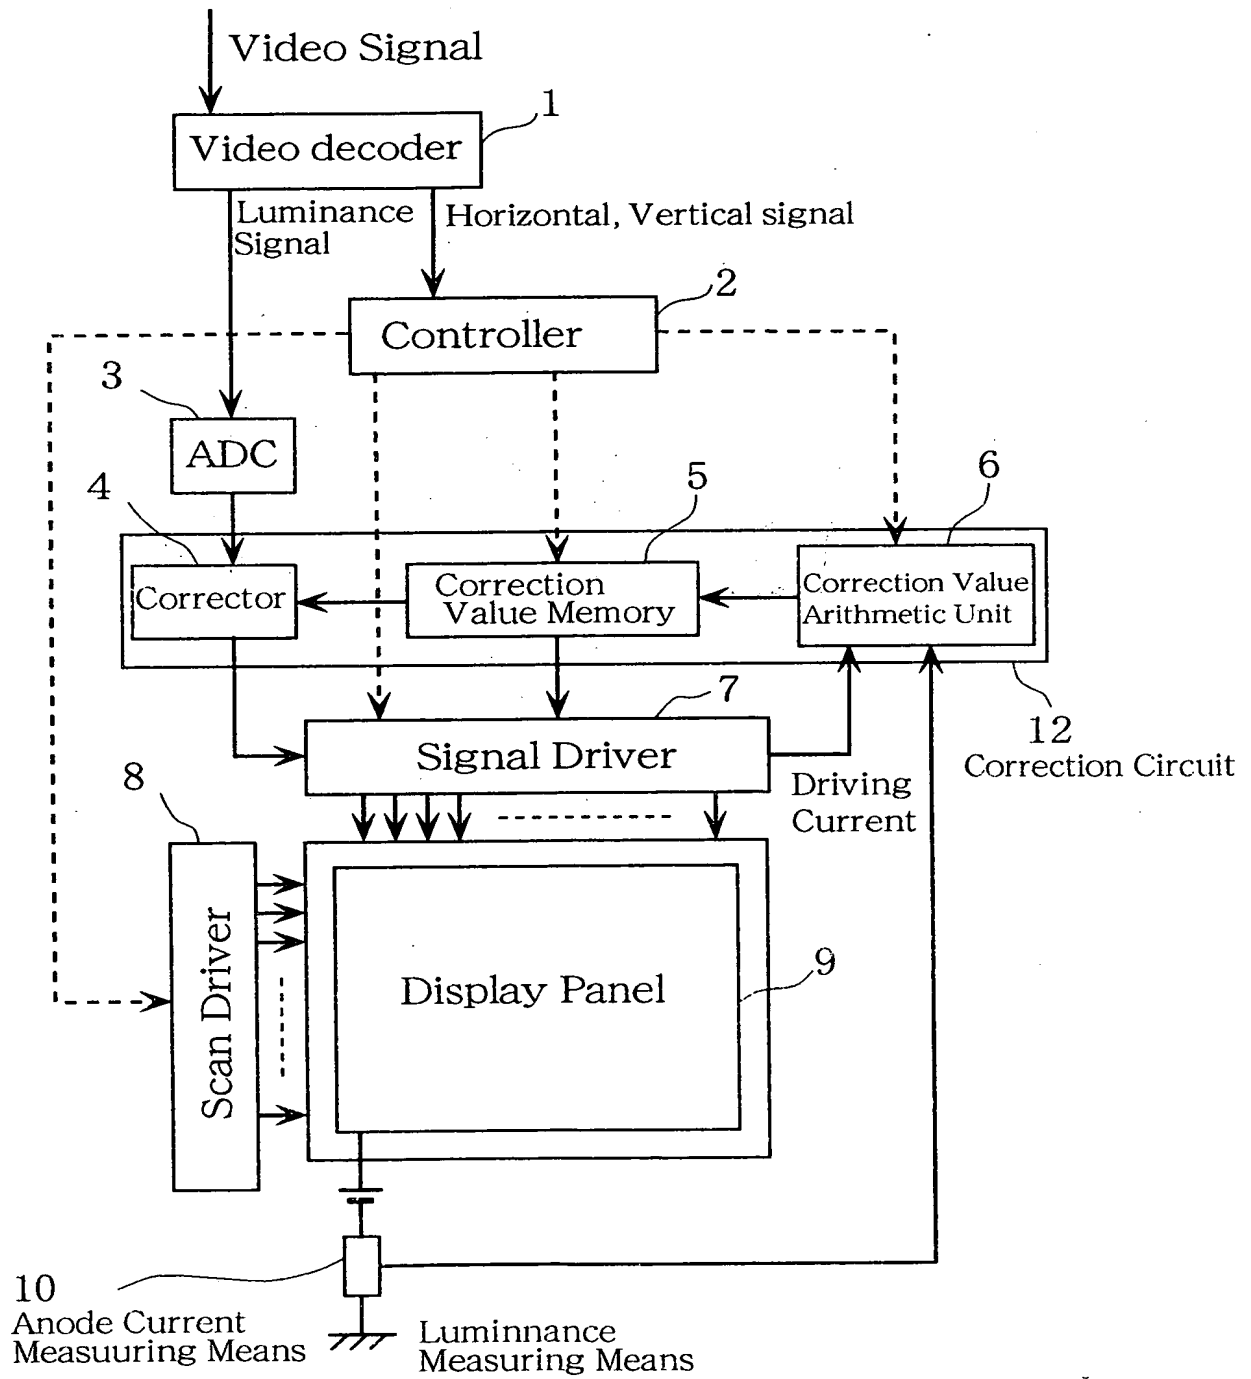 Video Signal
1
Video decoder
Luminance
Signal
Horizontal, Vertical signal
2
Controller
3
ADC
4
5
6
Corrector
Correction
Value Memory
Correction Value
Arithmetic Unit
7
12
Correction Circuit
Signal Driver
Driving
Current
8
Scan Driver
Display Panel
9
10
Anode Current
Measuuring Means
Luminnance
Measuring Means